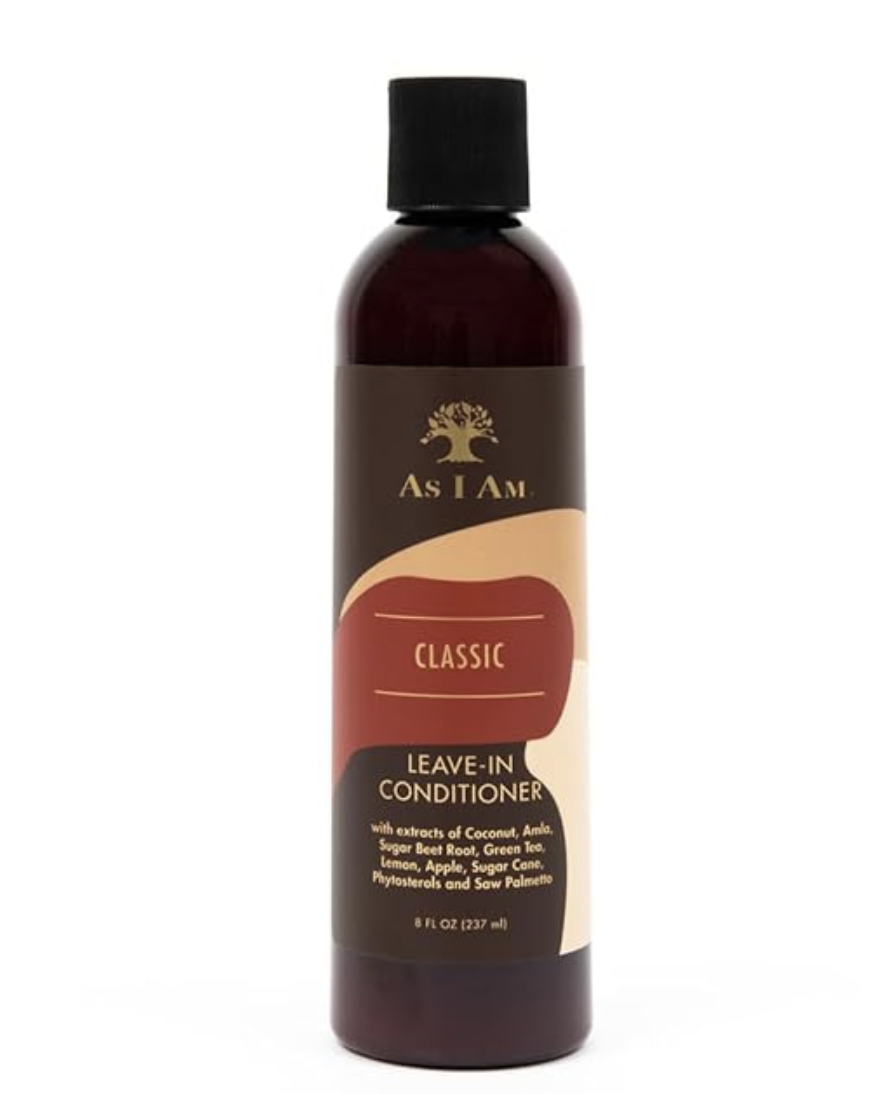 As I Am
CLASSIC
LEAVE-IN
CONDITIONER
with extracts of Coconut, Amla,
Sugar Beet Root, Green Tea,
Lemon, Apple, Sugar Cane,
Phytosterols and Saw Palmetto
8 FL OZ (237 ml)